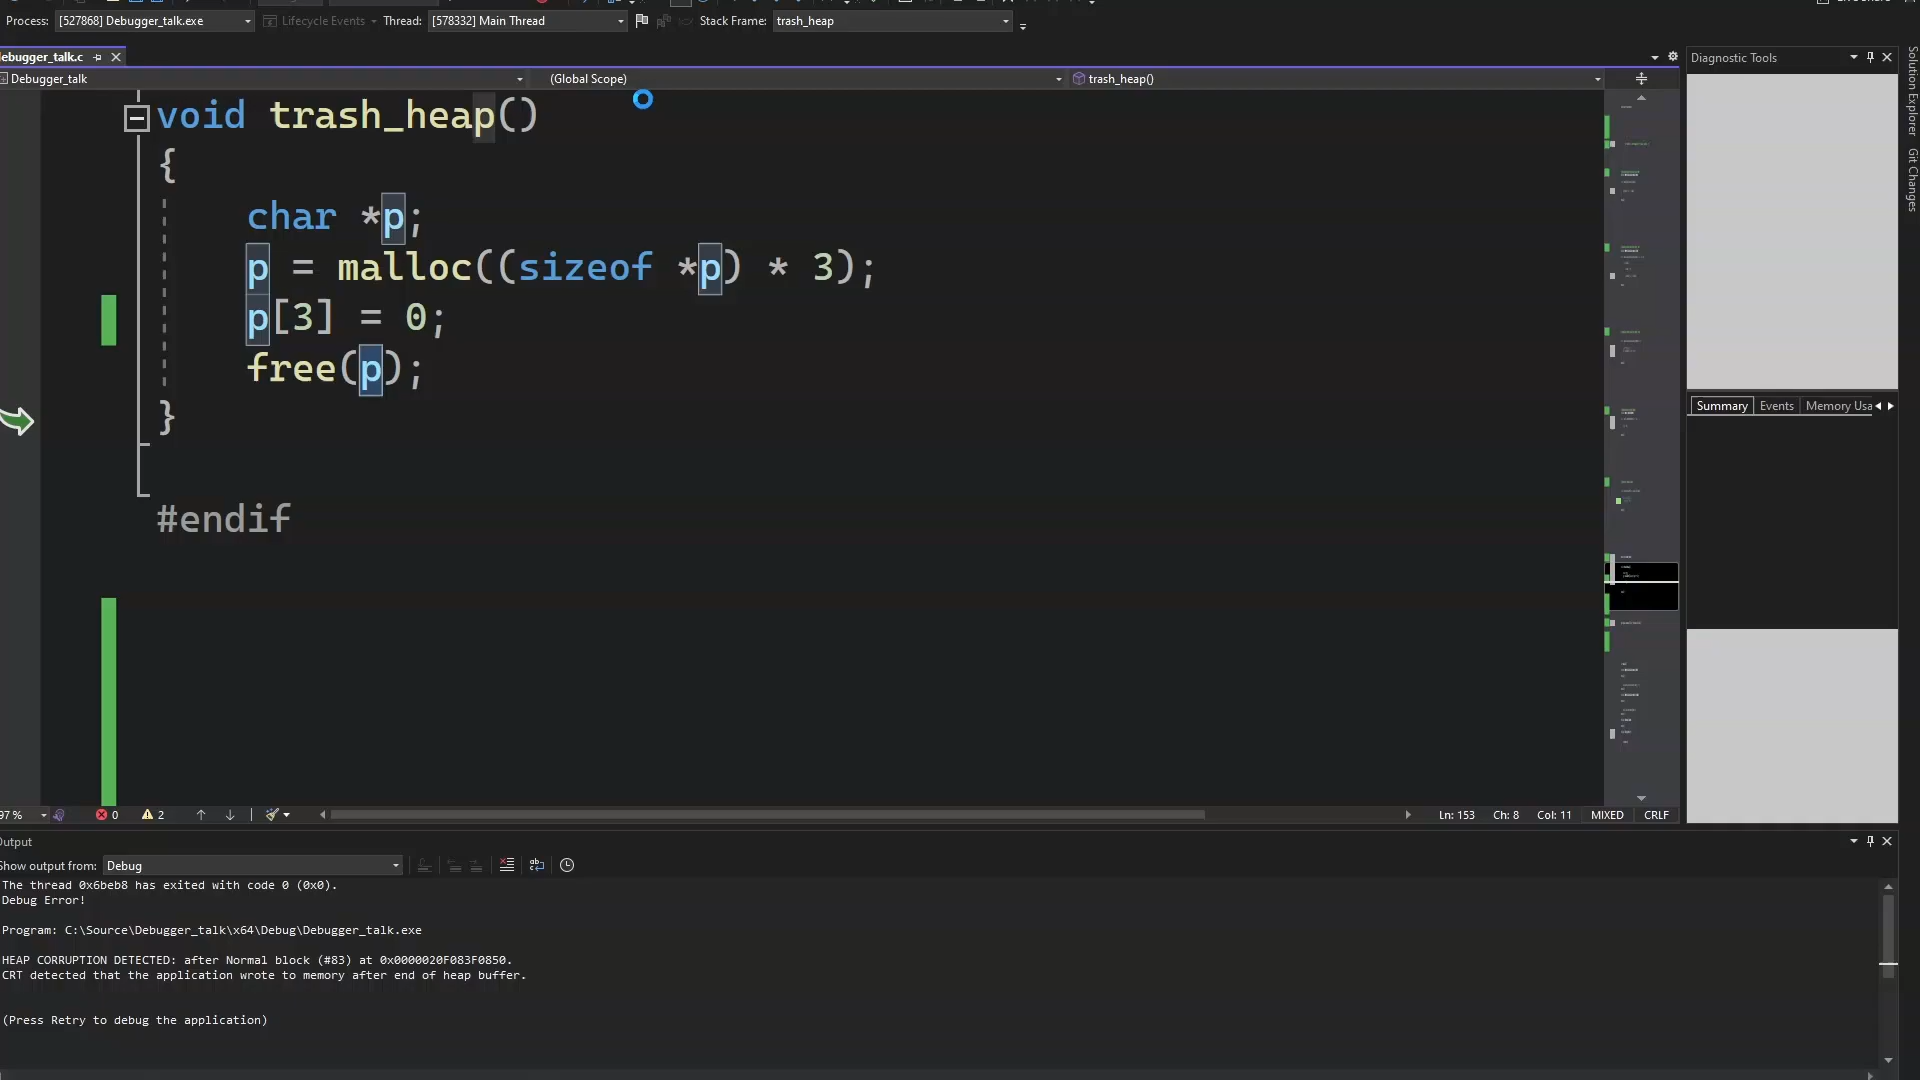 Process: [527868] Debugger_talk.exe Lifecycle Events Thread: [578332] Main Thread Stack Frame: trash_heap
ebugger_talk.c
Diagnostic Tools
Solution Explorer
Git Changes
Debugger_talk (Global Scope) trash_heap()
void trash_heap()
{
char *p;
p = malloc((sizeof *p) * 3);
p[3] = 0;
free(p);
}
#endif
Summary Events Memory Usa
97 % 0 2 Ln: 153 Ch: 8 Col: 11 MIXED CRLF
Output
Show output from: Debug
The thread 0x6beb8 has exited with code 0 (0x0).
Debug Error!
Program: C:\Source\Debugger_talk\x64\Debug\Debugger_talk.exe
HEAP CORRUPTION DETECTED: after Normal block (#83) at 0x0000020F083F0850.
CRT detected that the application wrote to memory after end of heap buffer.
(Press Retry to debug the application)